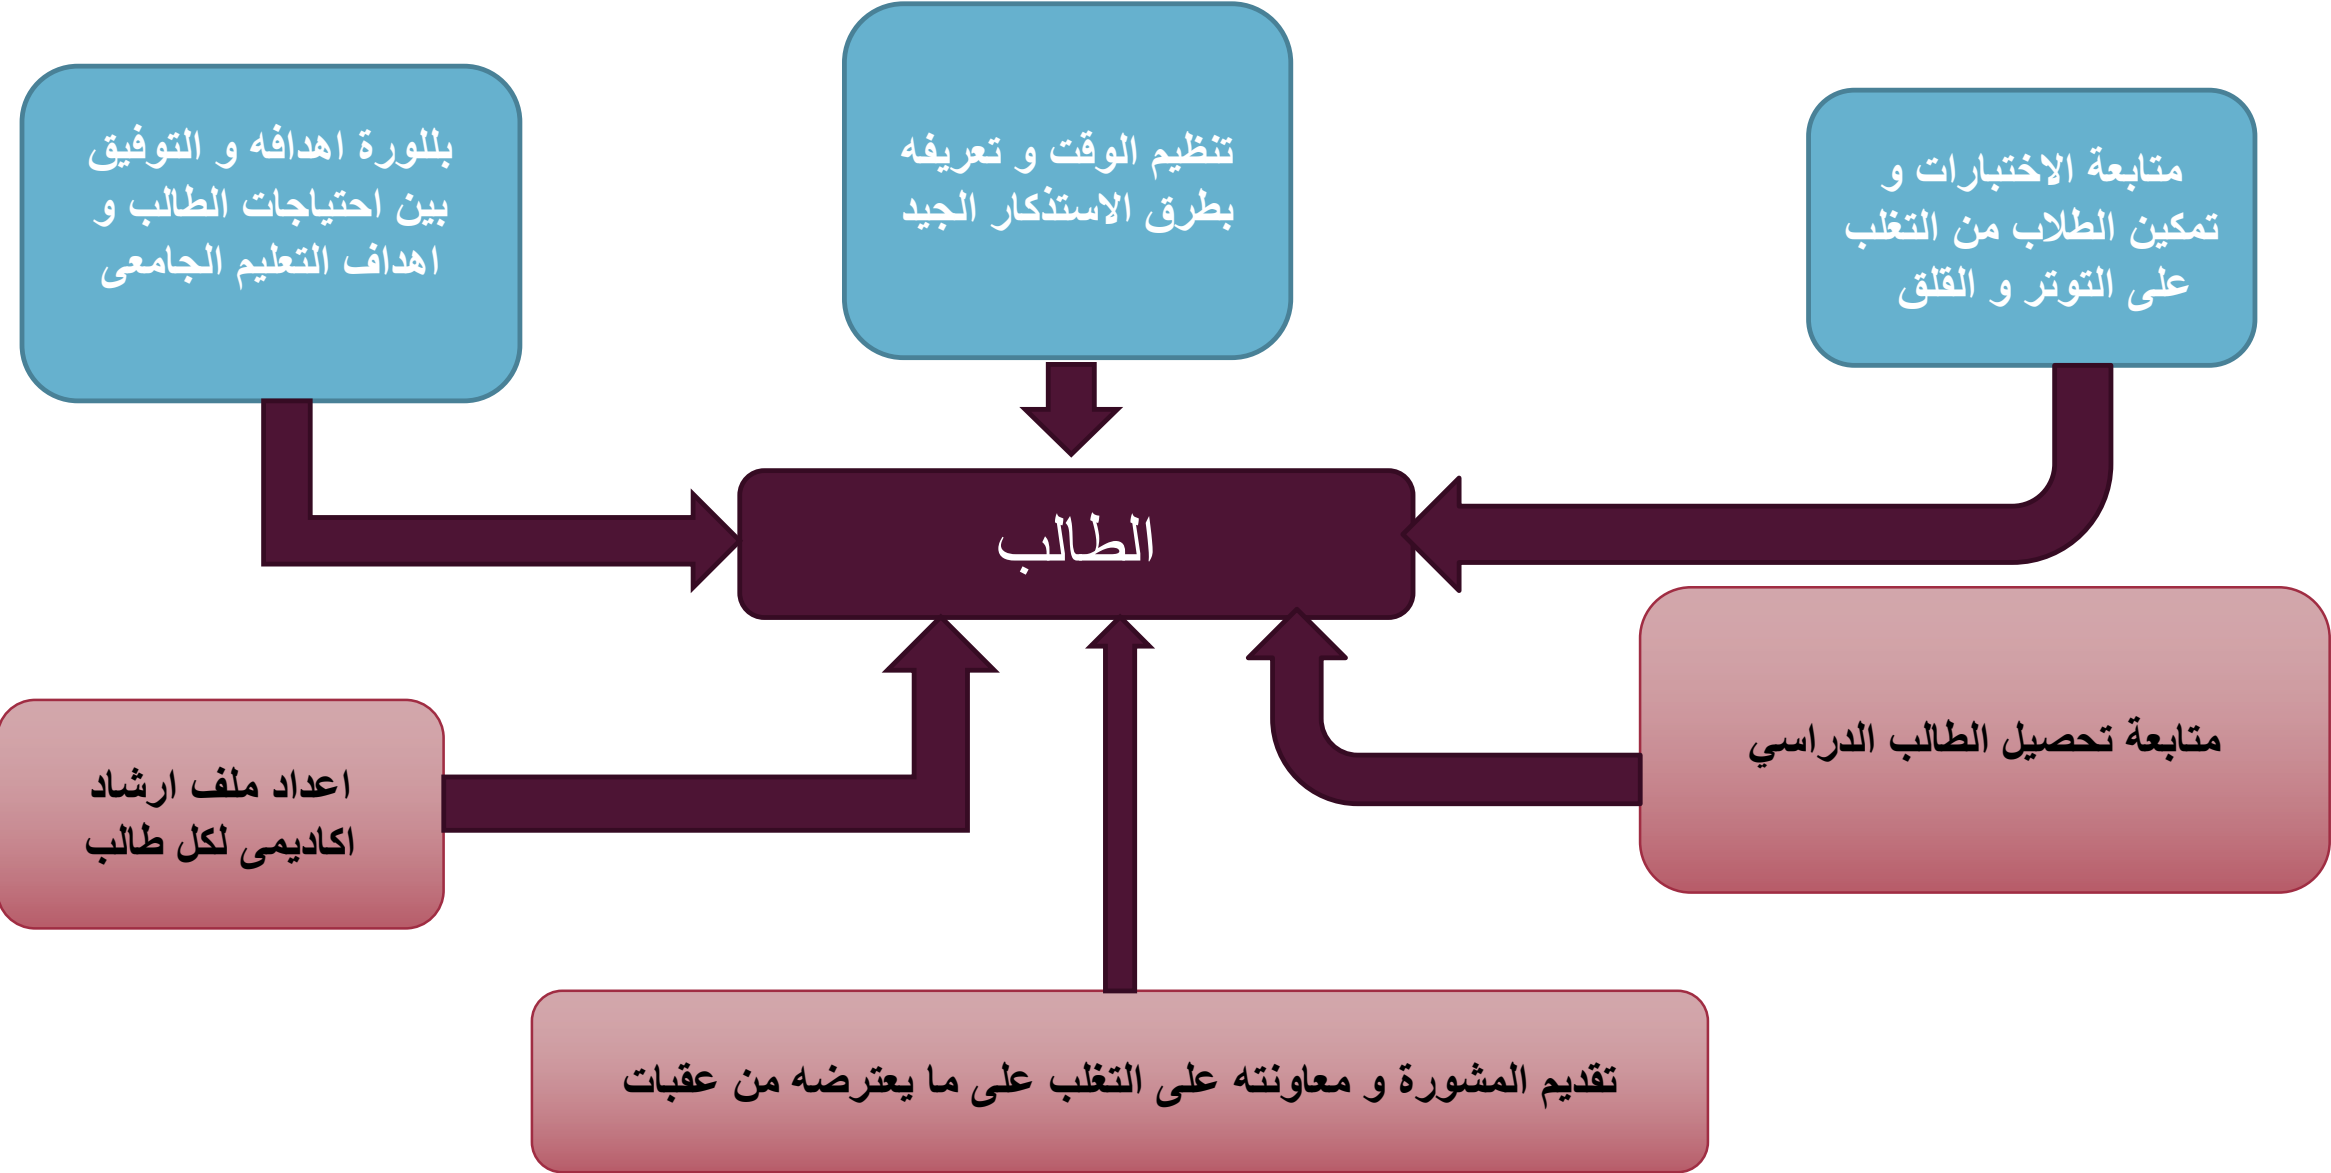 متابعة الاختبارات و
تمكين الطلاب من التغلب
على التوتر و القلق
تنظيم الوقت و تعريفه
بطرق الاستذكار الجيد
بللورة اهدافه و التوفيق
بين احتياجات الطالب و
اهداف التعليم الجامعى
الطالب
متابعة تحصيل الطالب الدراسي
اعداد ملف ارشاد
اكاديمى لكل طالب
تقديم المشورة و معاونته على التغلب على ما يعترضه من عقبات